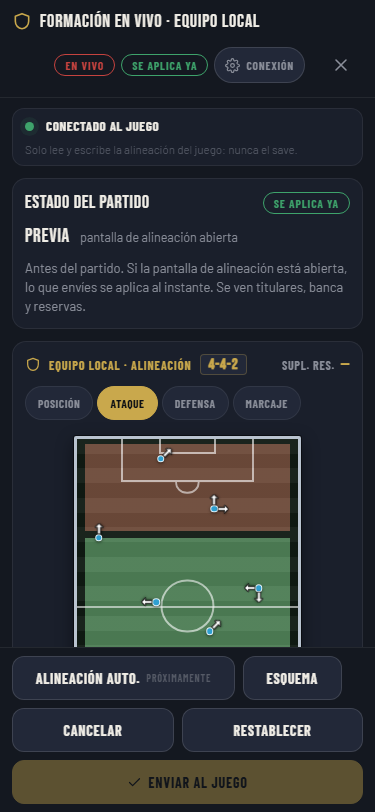 FORMACIÓN EN VIVO · EQUIPO LOCAL
EN VIVO SE APLICA YA CONEXIÓN
CONECTADO AL JUEGO
Solo lee y escribe la alineación del juego: nunca el save.
ESTADO DEL PARTIDO SE APLICA YA
PREVIA pantalla de alineación abierta
Antes del partido. Si la pantalla de alineación está abierta,
lo que envíes se aplica al instante. Se ven titulares, banca
y reservas.
EQUIPO LOCAL · ALINEACIÓN 4-4-2 SUPL. RES. —
POSICIÓN ATAQUE DEFENSA MARCAJE
ALINEACIÓN AUTO. PRÓXIMAMENTE ESQUEMA
CANCELAR RESTABLECER
ENVIAR AL JUEGO